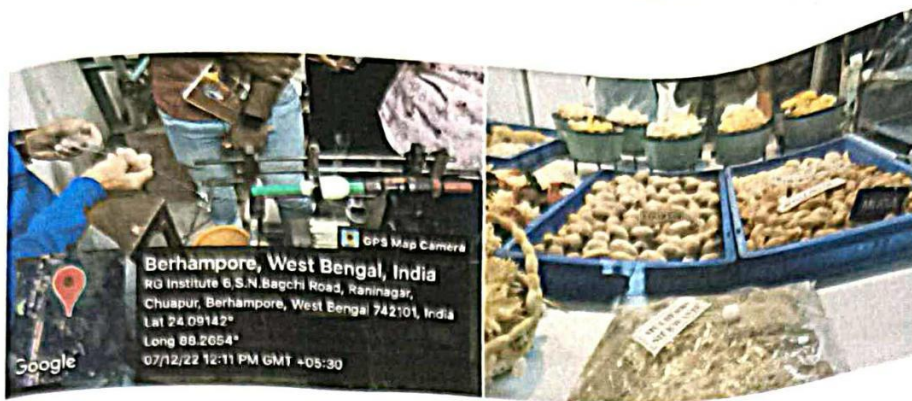 GPS Map Camera
Berhampore, West Bengal, India
RG Institute 6,S.N.Bagchi Road, Raninagar,
Chuapur, Berhampore, West Bengal 742101, India
Lat 24.09142°
Long 88.2654°
07/12/22 12:11 PM GMT +05:30
Google